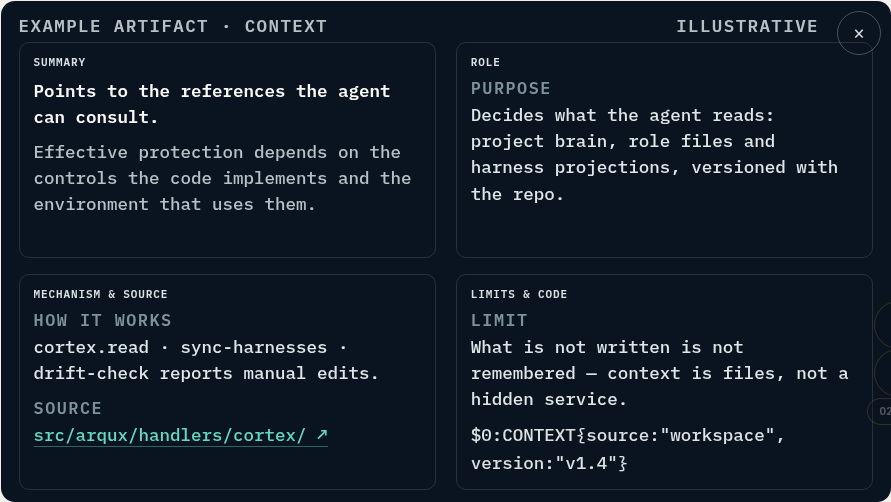 EXAMPLE ARTIFACT · CONTEXT
ILLUSTRATIVE
×
SUMMARY
Points to the references the agent
can consult.
Effective protection depends on the
controls the code implements and the
environment that uses them.
ROLE
PURPOSE
Decides what the agent reads:
project brain, role files and
harness projections, versioned with
the repo.
MECHANISM & SOURCE
HOW IT WORKS
cortex.read · sync-harnesses ·
drift-check reports manual edits.
SOURCE
src/arqux/handlers/cortex/ ↗
LIMITS & CODE
LIMIT
What is not written is not
remembered — context is files, not a
hidden service.
$0:CONTEXT{source:"workspace",
version:"v1.4"}
02